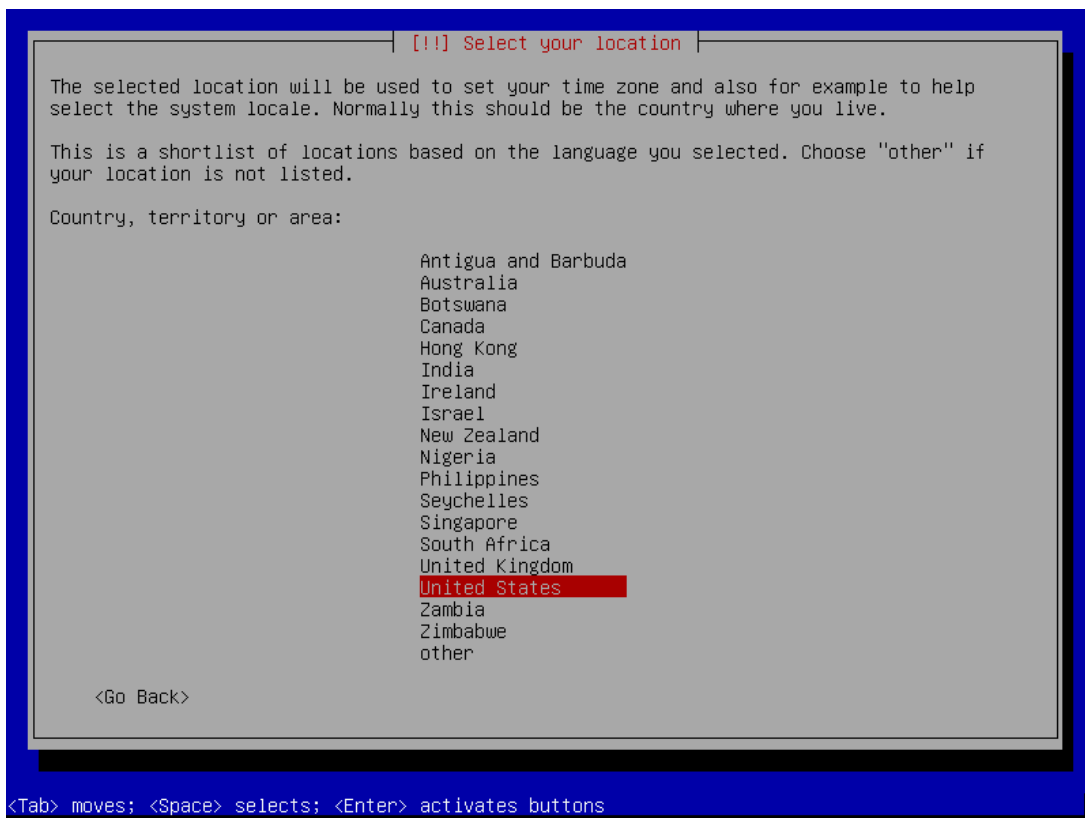 [!!] Select your location
The selected location will be used to set your time zone and also for example to help
select the system locale. Normally this should be the country where you live.
This is a shortlist of locations based on the language you selected. Choose "other" if
your location is not listed.
Country, territory or area:
Antigua and Barbuda
Australia
Botswana
Canada
Hong Kong
India
Ireland
Israel
New Zealand
Nigeria
Philippines
Seychelles
Singapore
South Africa
United Kingdom
United States
Zambia
Zimbabwe
other
<Go Back>
<Tab> moves; <Space> selects; <Enter> activates buttons